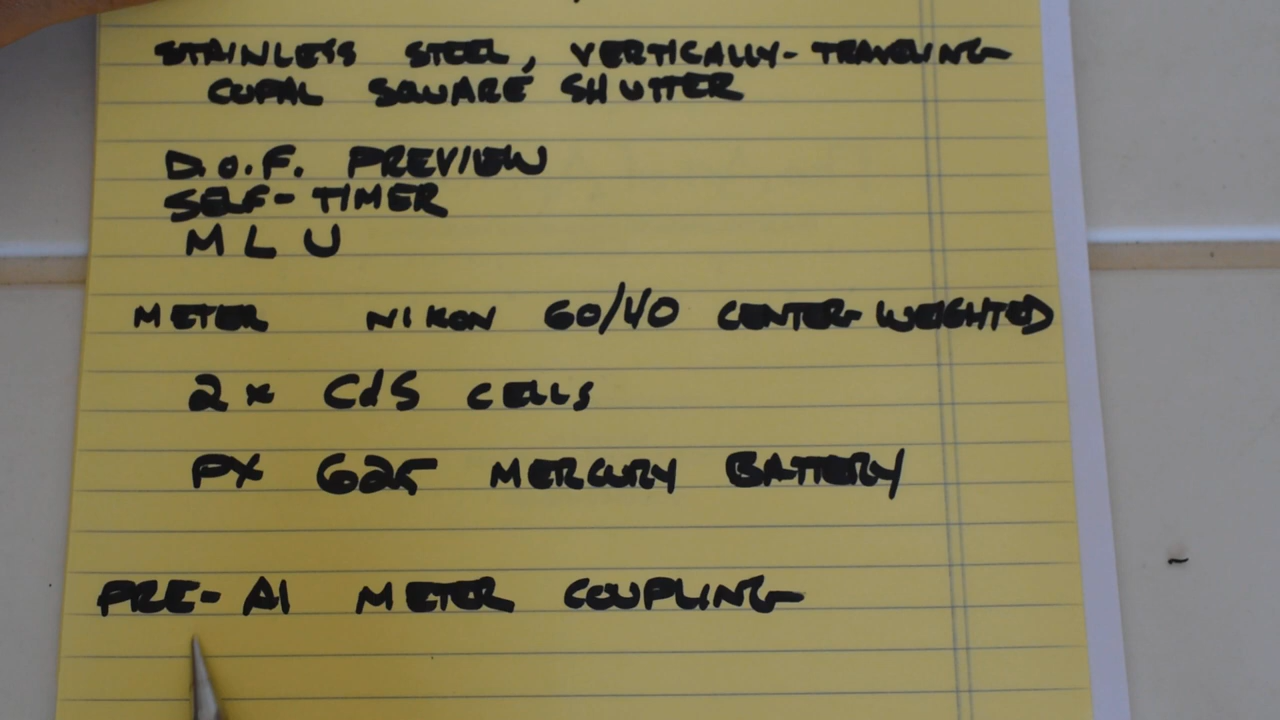 STAINLESS STEEL, VERTICALLY-TRAVELING
COPAL SQUARE SHUTTER
D.O.F. PREVIEW
SELF-TIMER
MLU
METER NIKON 60/40 CENTER-WEIGHTED
2x CdS CELLS
PX 625 MERCURY BATTERY
PRE-AI METER COUPLING